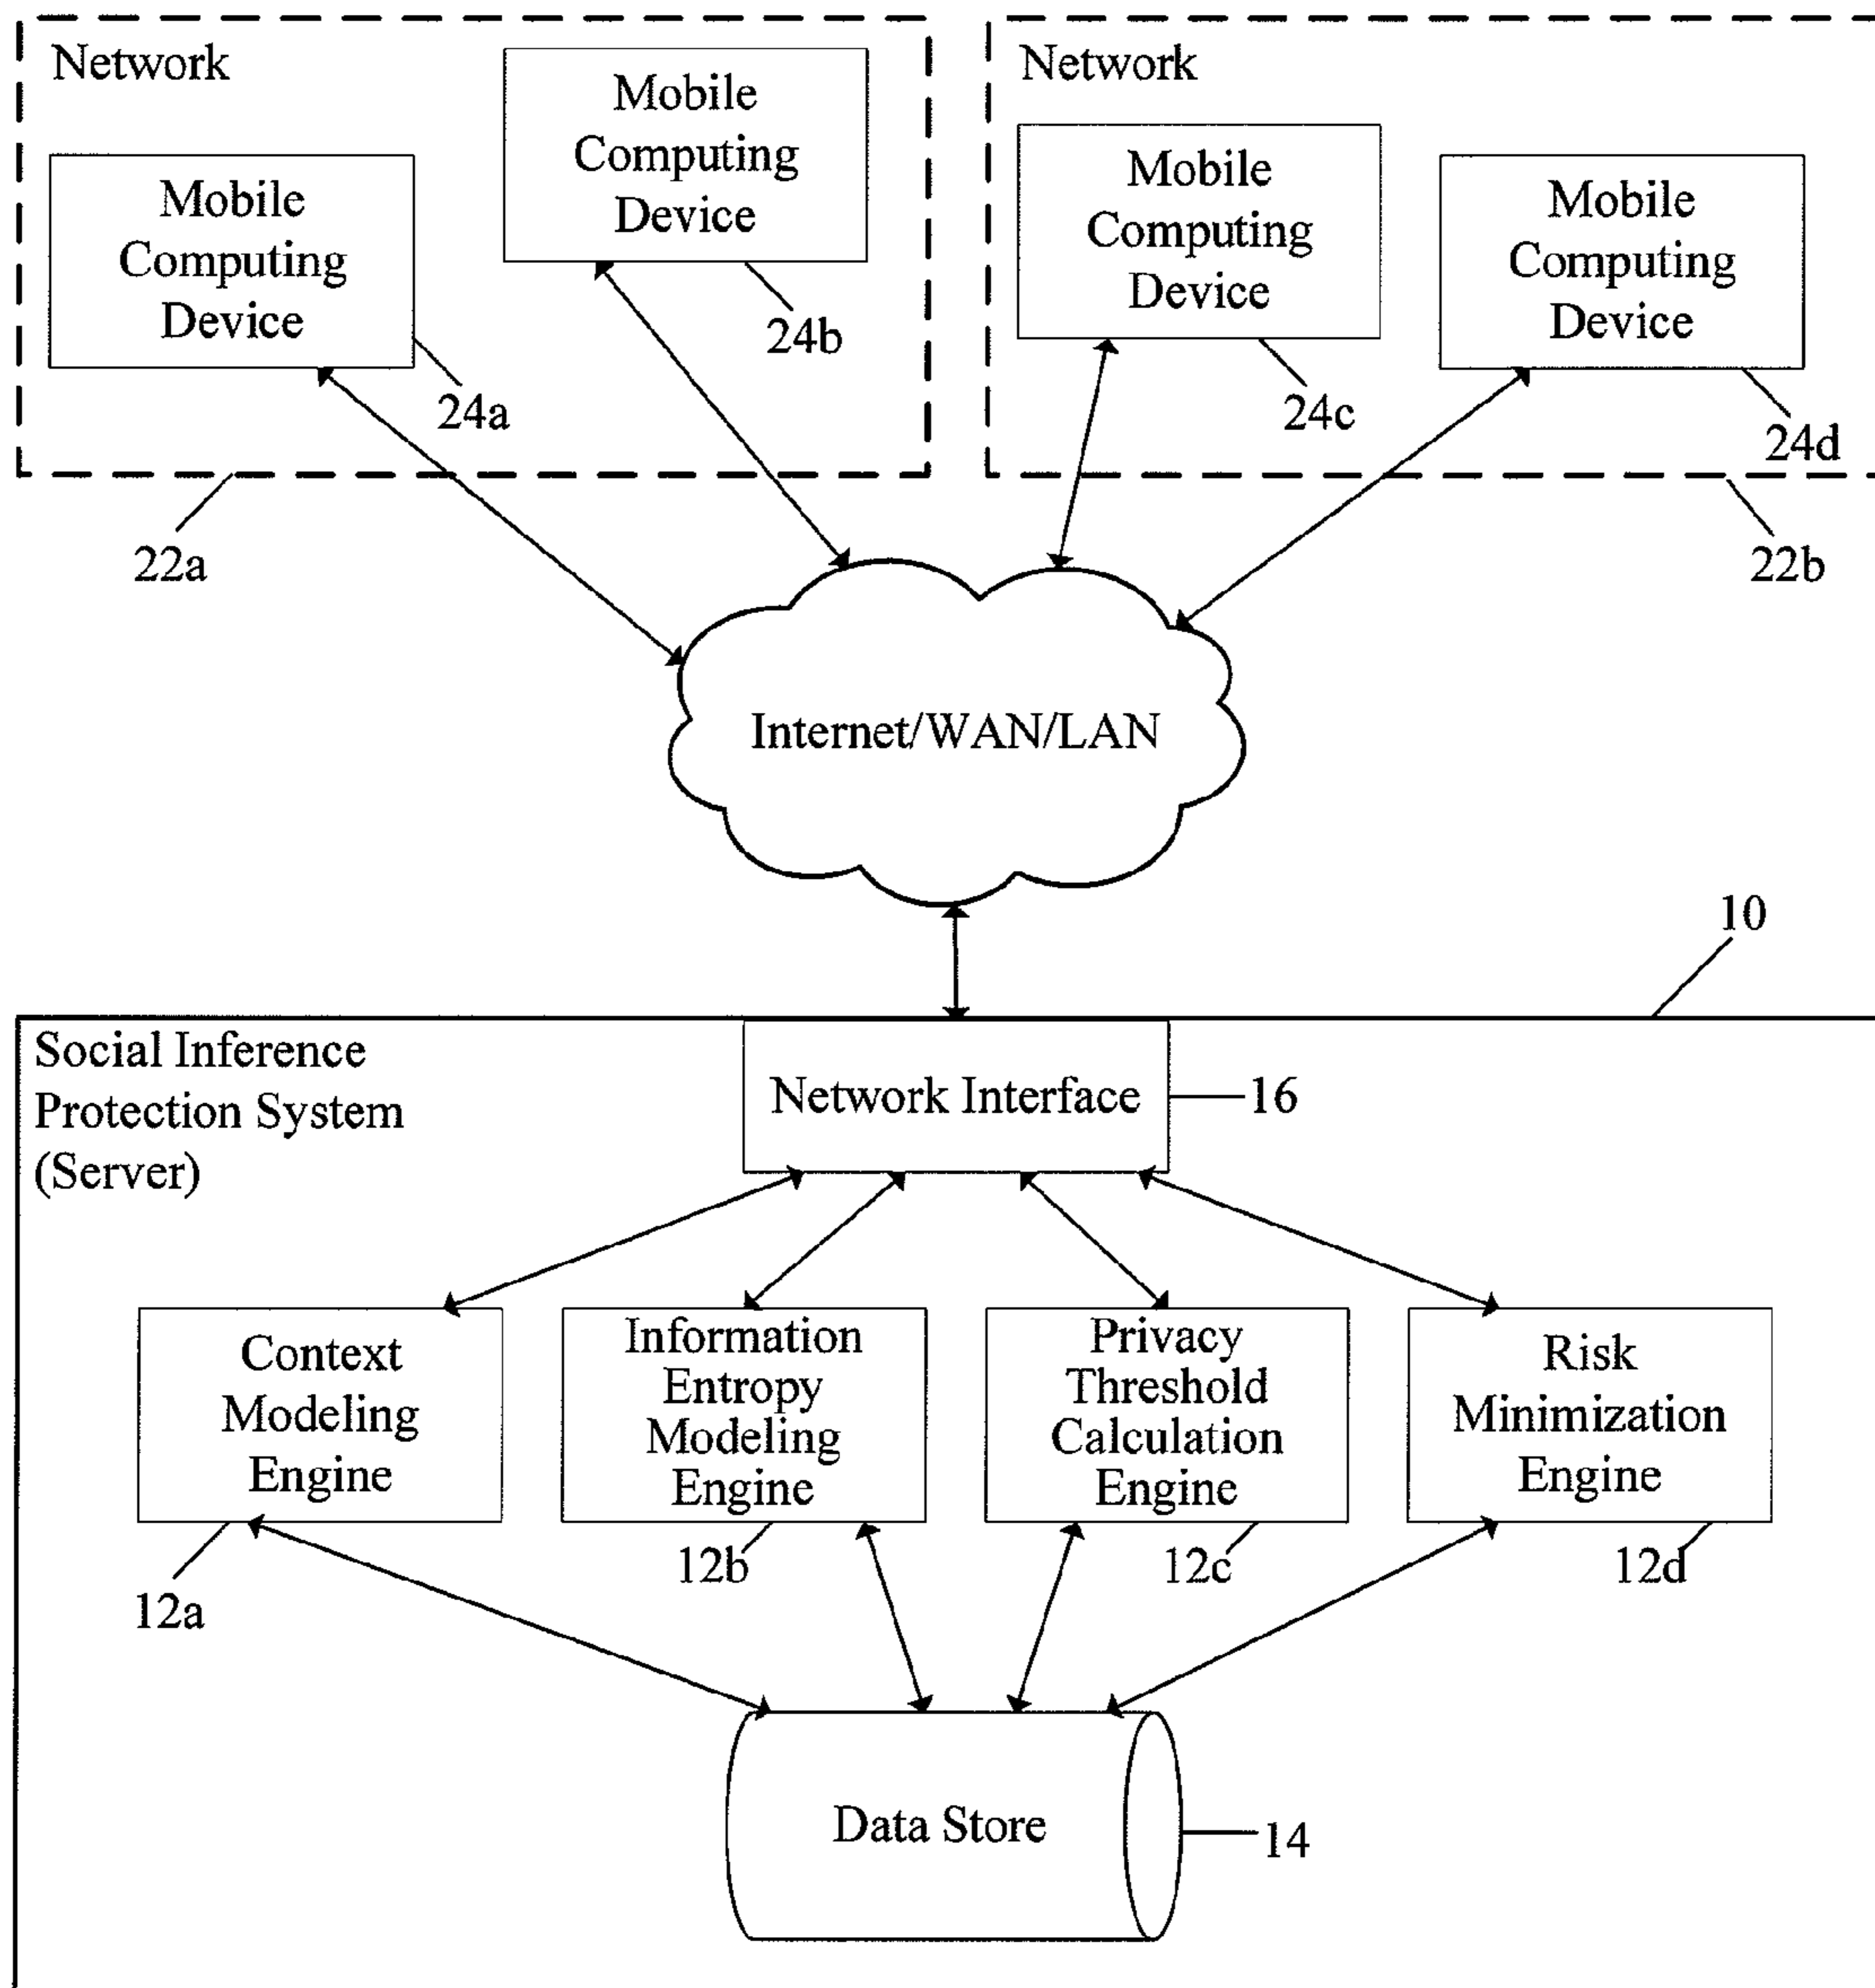 Network
Mobile
Computing
Device
24a
Mobile
Computing
Device
24b
22a
Network
Mobile
Computing
Device
24c
Mobile
Computing
Device
24d
22b
Internet/WAN/LAN
10
Social Inference
Protection System
(Server)
Network Interface
16
Context
Modeling
Engine
12a
Information
Entropy
Modeling
Engine
12b
Privacy
Threshold
Calculation
Engine
12c
Risk
Minimization
Engine
12d
Data Store
14